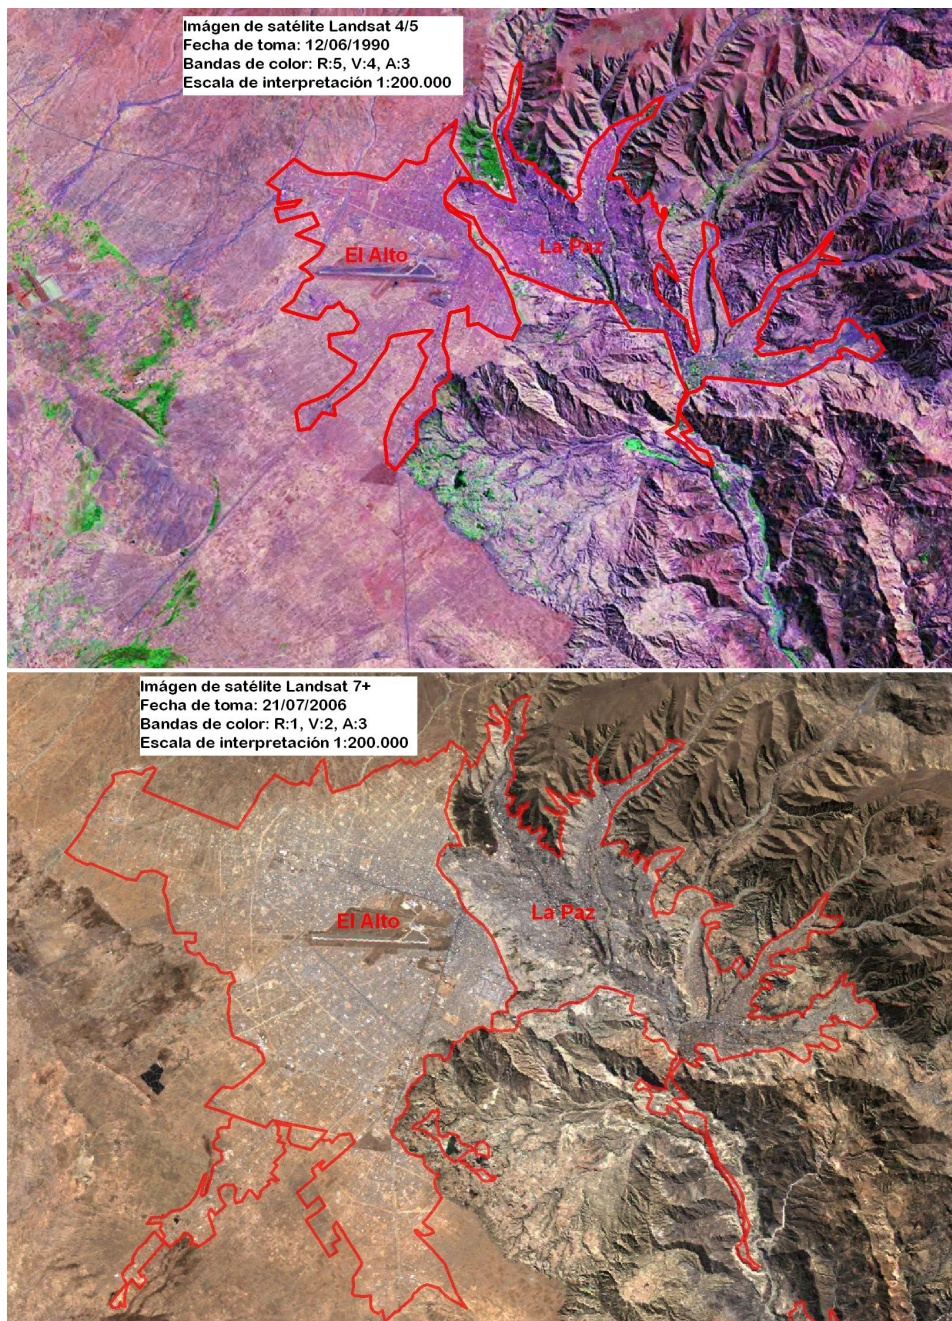 Imágen de satélite Landsat 4/5
Fecha de toma: 12/06/1990
Bandas de color: R:5, V:4, A:3
Escala de interpretación 1:200.000
La Paz
El Alto
Imágen de satélite Landsat 7+
Fecha de toma: 21/07/2006
Bandas de color: R:1, V:2, A:3
Escala de interpretación 1:200.000
La Paz
El Alto